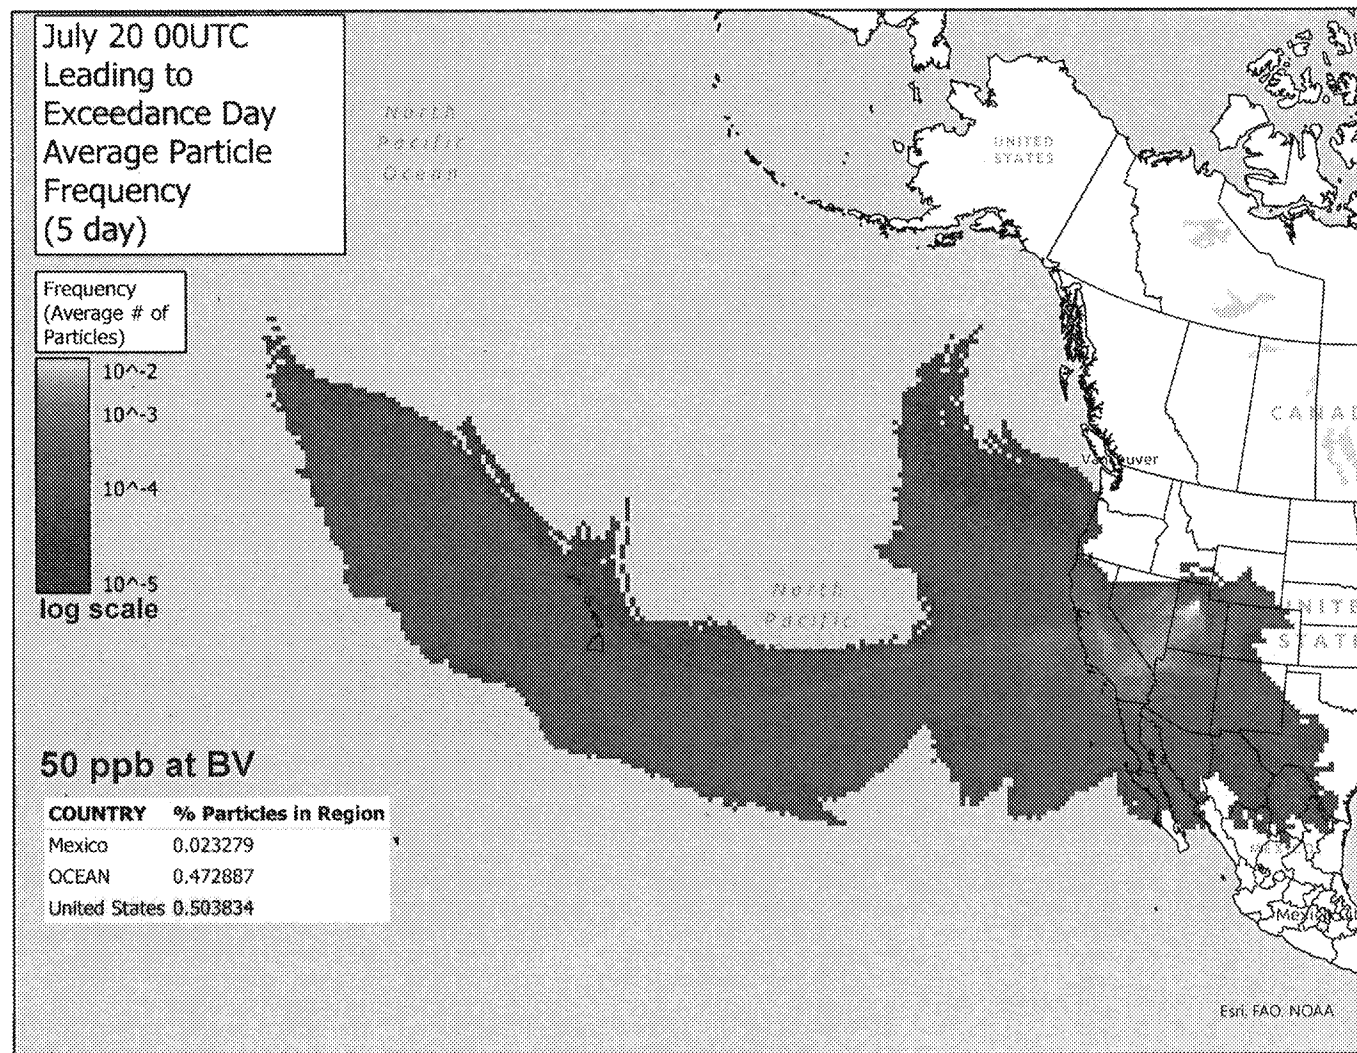 July 20 00UTC
Leading to
Exceedance Day
Average Particle
Frequency
(5 day)
North
Pacific
Ocean
UNITED
STATES
Frequency
(Average # of
Particles)
10^-2
10^-3
10^-4
10^-5
log scale
Vancouver
North
Pacific
50 ppb at BV
COUNTRY % Particles in Region
Mexico 0.023279
OCEAN 0.472887
United States 0.503834
Esri, FAO, NOAA